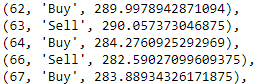 (62, 'Buy', 289.9978942871094),
(63, 'Sell', 290.057373046875),
(64, 'Buy', 284.2760925292969),
(66, 'Sell', 282.59027099609375),
(67, 'Buy', 283.88934326171875),